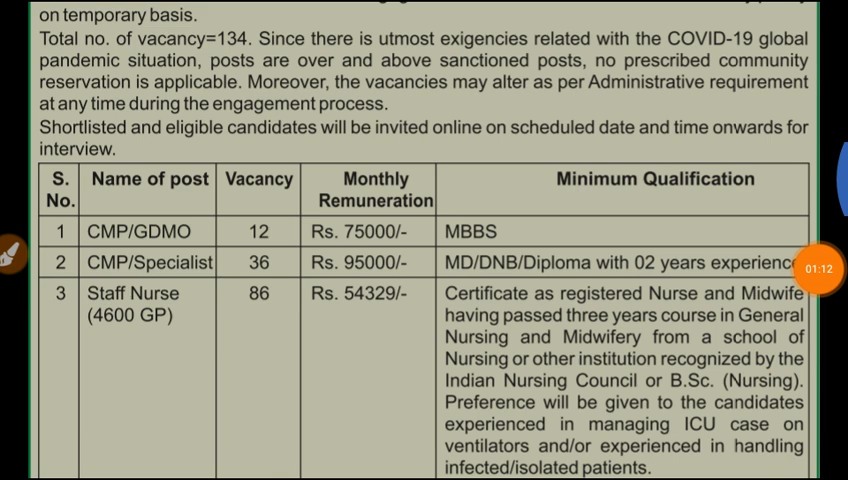 on temporary basis.
Total no. of vacancy=134. Since there is utmost exigencies related with the COVID-19 global
pandemic situation, posts are over and above sanctioned posts, no prescribed community
reservation is applicable. Moreover, the vacancies may alter as per Administrative requirement
at any time during the engagement process.
Shortlisted and eligible candidates will be invited online on scheduled date and time onwards for
interview.
S. No. Name of post Vacancy Monthly Remuneration Minimum Qualification
1 CMP/GDMO 12 Rs. 75000/- MBBS
2 CMP/Specialist 36 Rs. 95000/- MD/DNB/Diploma with 02 years experienc
01:12
3 Staff Nurse 86 Rs. 54329/- Certificate as registered Nurse and Midwife
(4600 GP) having passed three years course in General
Nursing and Midwifery from a school of
Nursing or other institution recognized by the
Indian Nursing Council or B.Sc. (Nursing).
Preference will be given to the candidates
experienced in managing ICU case on
ventilators and/or experienced in handling
infected/isolated patients.